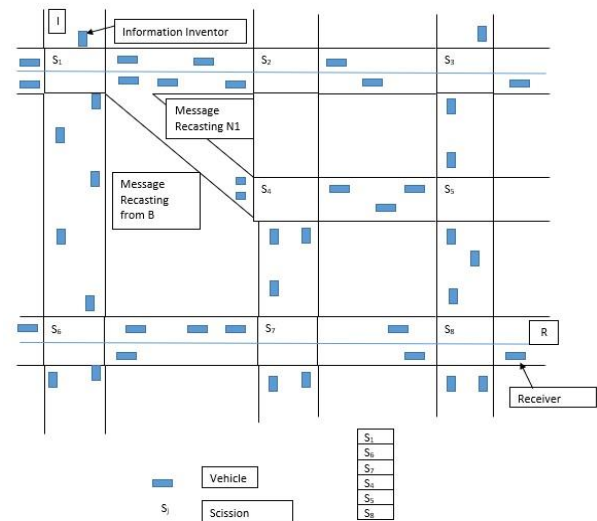 I
Information Inventor
S₁
S₂
S₃
Message
Recasting N1
Message
Recasting
from B
S₄
S₅
S₆
S₇
S₈
R
Receiver
S₁
S₆
S₇
S₄
S₅
S₈
Vehicle
Sⱼ
Scission